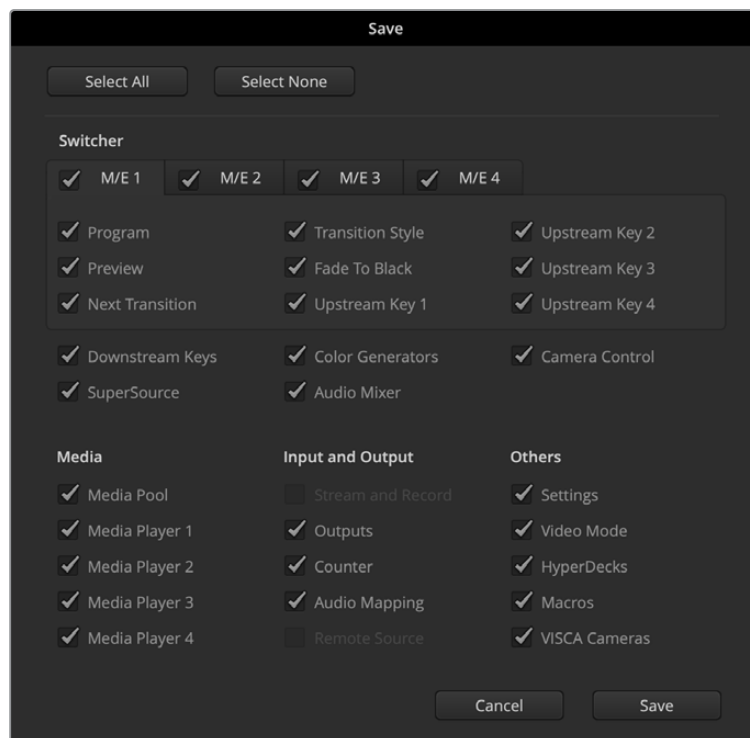 Save
Select All Select None
Switcher
M/E 1 M/E 2 M/E 3 M/E 4
Program Transition Style Upstream Key 2
Preview Fade To Black Upstream Key 3
Next Transition Upstream Key 1 Upstream Key 4
Downstream Keys Color Generators Camera Control
SuperSource Audio Mixer
Media Input and Output Others
Media Pool Stream and Record Settings
Media Player 1 Outputs Video Mode
Media Player 2 Counter HyperDecks
Media Player 3 Audio Mapping Macros
Media Player 4 Remote Source VISCA Cameras
Cancel Save